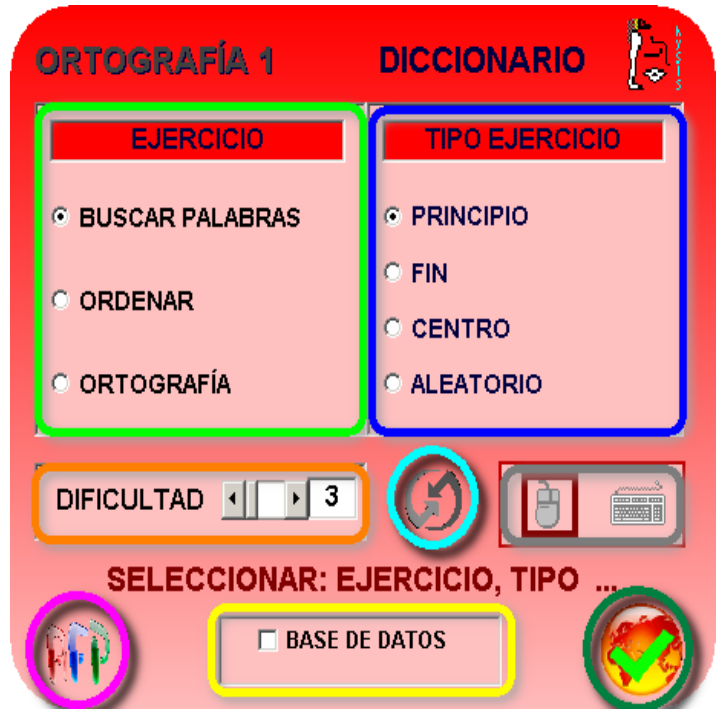 ORTOGRAFÍA 1
DICCIONARIO
EJERCICIO
BUSCAR PALABRAS
ORDENAR
ORTOGRAFÍA
TIPO EJERCICIO
PRINCIPIO
FIN
CENTRO
ALEATORIO
DIFICULTAD 3
SELECCIONAR: EJERCICIO, TIPO ...
BASE DE DATOS